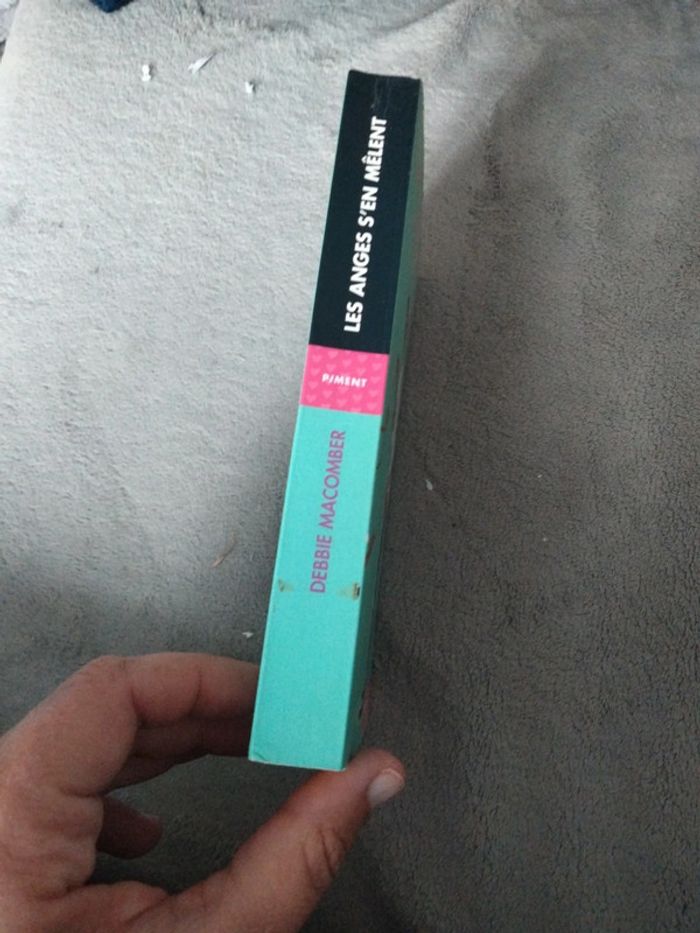 LES ANGES S'EN MÊLENT
PIMENT
DEBBIE MACOMBER